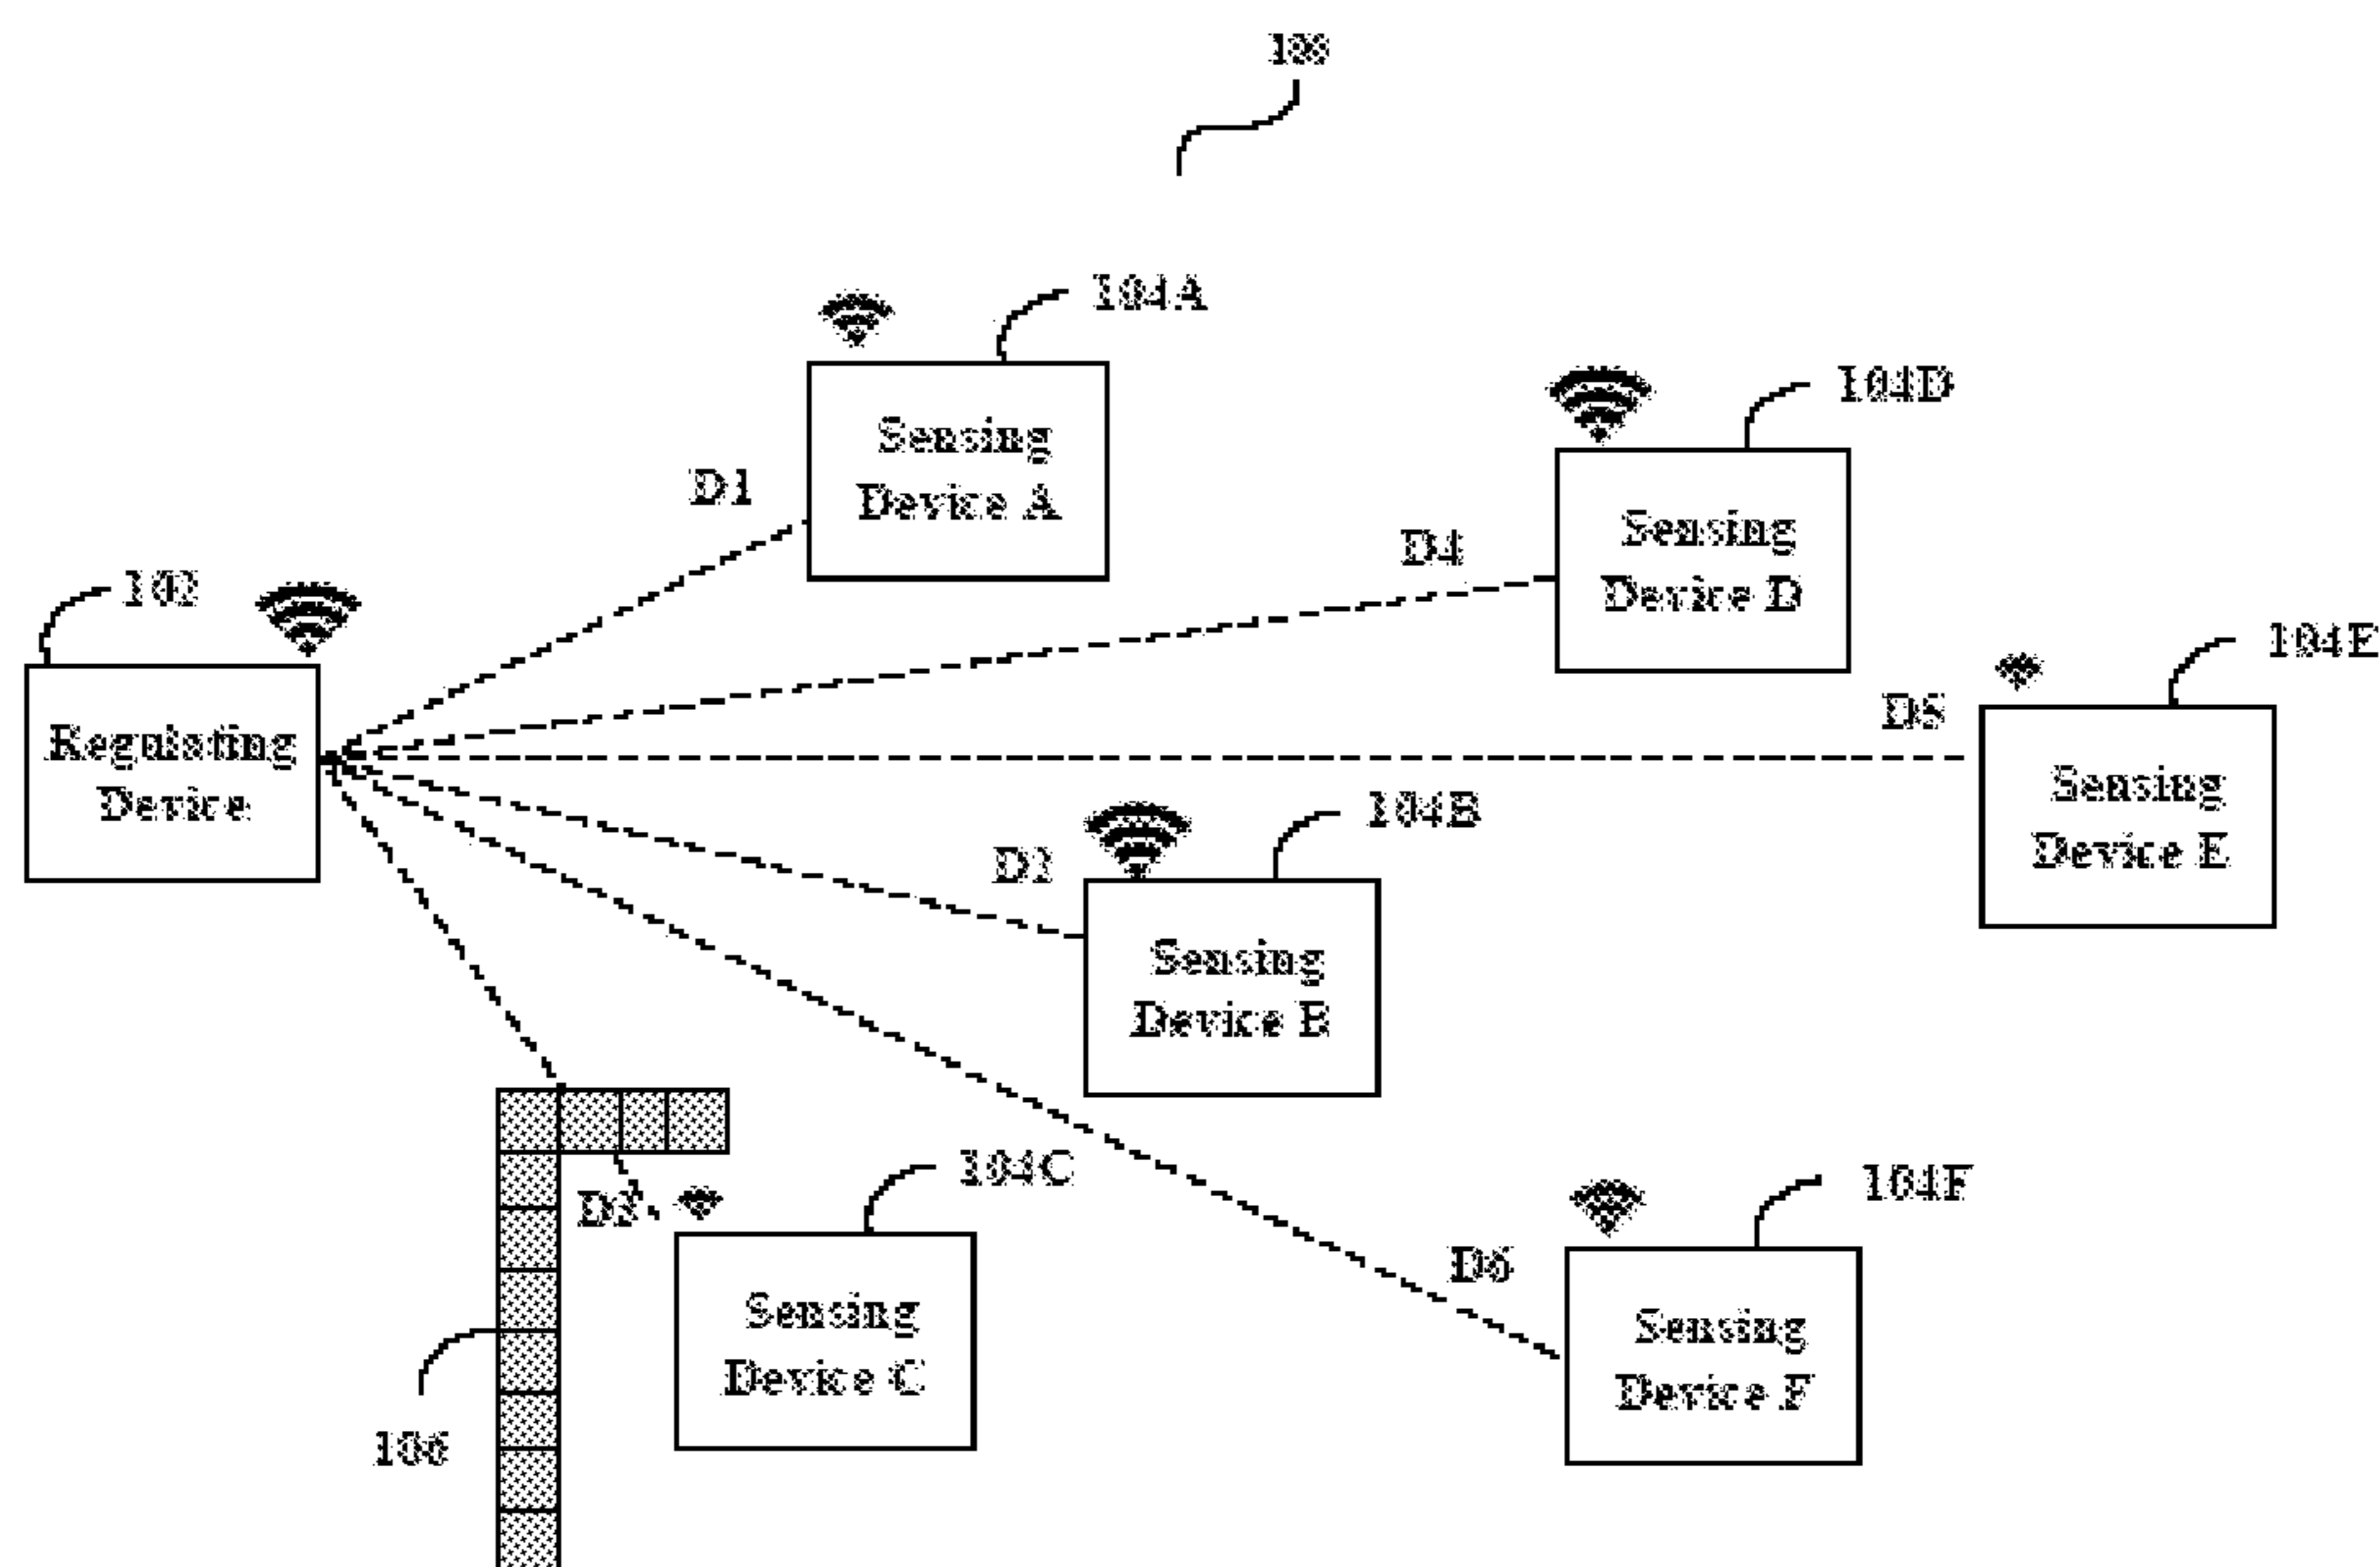 100
104A
104D
Sensing
Device A
D1
Sensing
Device D
D4
102
104E
Regulating
Device
D5
Sensing
Device E
104B
D2
Sensing
Device B
104C
D3
104F
Sensing
Device C
D6
Sensing
Device F
106